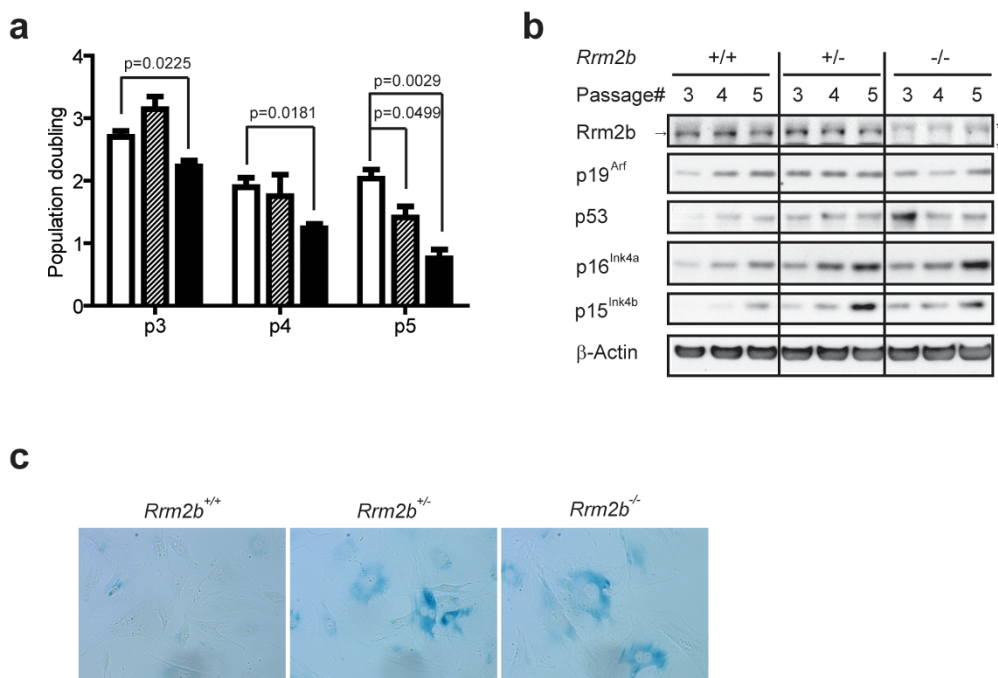 a
Population doubling
4
3
2
1
0
p=0.0225
p=0.0181
p=0.0029
p=0.0499
p3 p4 p5
b
Rrm2b +/+ +/- -/-
Passage# 3 4 5 3 4 5 3 4 5
Rrm2b →
p19Arf
p53
p16Ink4a
p15Ink4b
β-Actin
c
Rrm2b+/+ Rrm2b+/- Rrm2b-/-